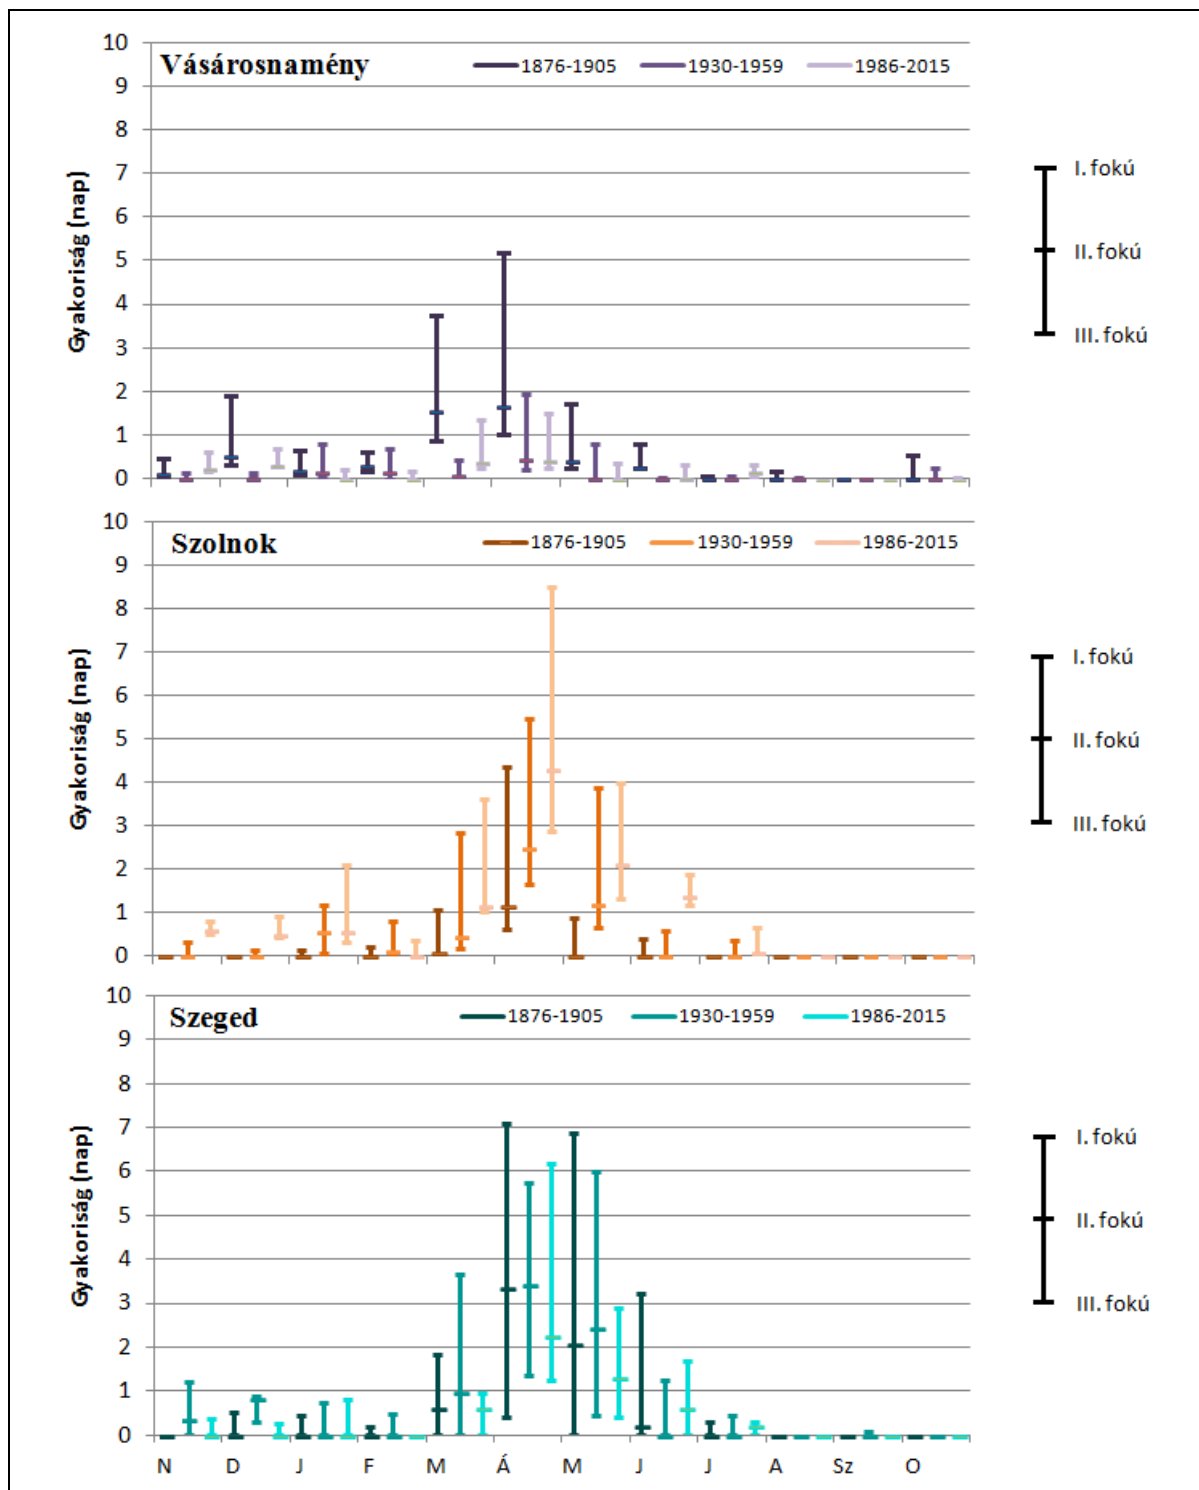 10
Vásárosnamény
1876-1905
1930-1959
1986-2015
9
8
7
6
5
4
3
2
1
0
Gyakoriság (nap)
I. fokú
II. fokú
III. fokú
10
Szolnok
1876-1905
1930-1959
1986-2015
9
8
7
6
5
4
3
2
1
0
Gyakoriság (nap)
I. fokú
II. fokú
III. fokú
10
Szeged
1876-1905
1930-1959
1986-2015
9
8
7
6
5
4
3
2
1
0
Gyakoriság (nap)
I. fokú
II. fokú
III. fokú
N D J F M Á M J J A Sz O